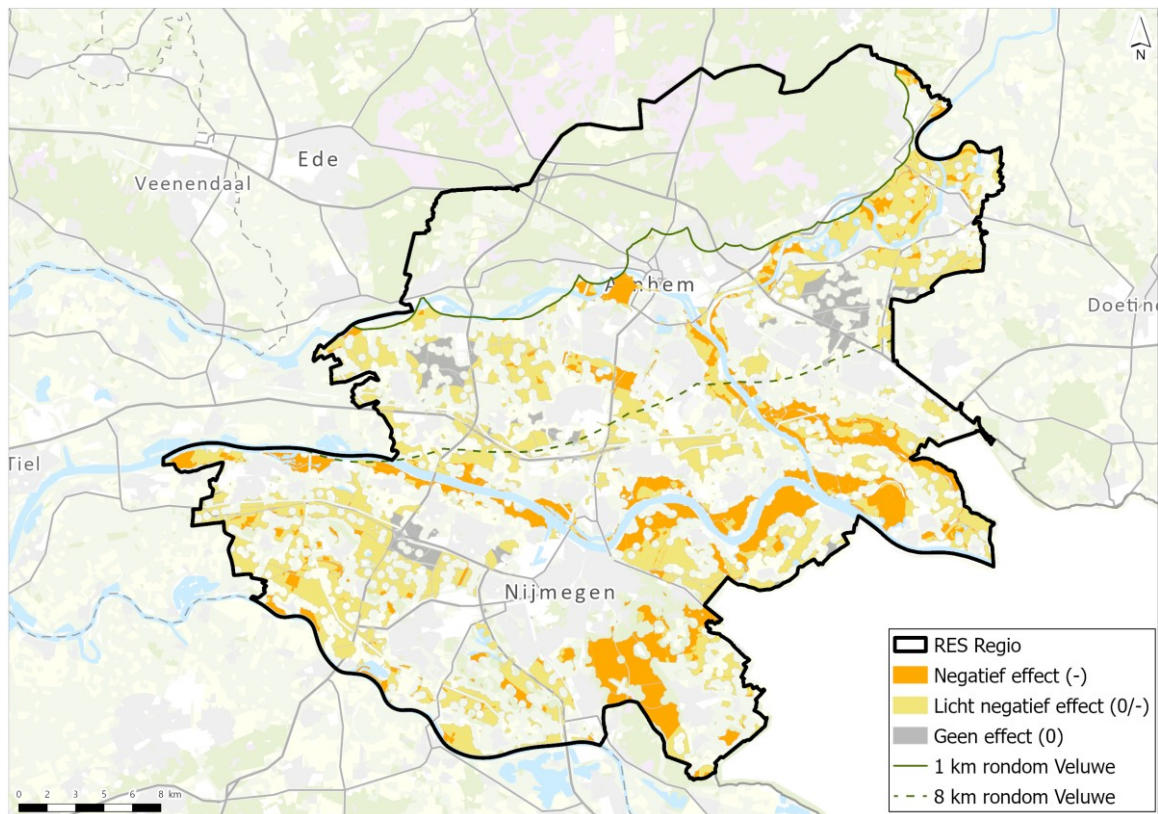 N
Ede
Veenendaal
Arnhem
Doetinc
Tiel
Nijmegen
RES Regio
Negatief effect (-)
Licht negatief effect (0/-)
Geen effect (0)
1 km rondom Veluwe
8 km rondom Veluwe
0 2 3 5 6 8 km